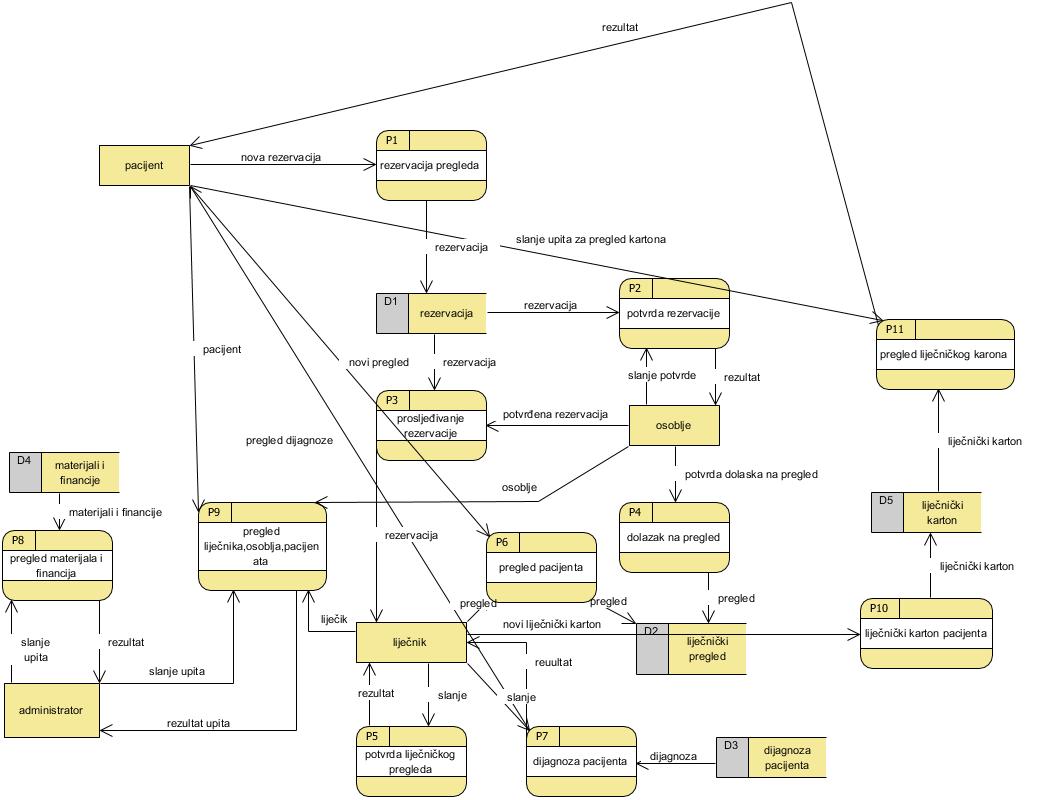 rezultat
P1
pacijent
nova rezervacija
rezervacija pregleda
slanje upita za pregled kartona
rezervacija
P2
D1
rezervacija
rezervacija
potvrda rezervacije
P11
pregled liječničkog karona
pacijent
novi pregled
rezervacija
slanje potvrde
rezultat
P3
prosljeđivanje
rezervacije
potvrđena rezervacija
osoblje
pregled dijagnoze
liječnički karton
D4
materijali i
financije
osoblje
potvrda dolaska na pregled
D5
liječnički
karton
materijali i financije
P9
pregled
liječnika,osoblja,pacijen
ata
rezervacija
P4
dolazak na pregled
P8
pregled materijala i
financija
P6
pregled pacijenta
liječnički karton
pregled
pregled
pregled
P10
liječnički karton pacijenta
liječik
novi liječnički karton
D2
liječnički
pregled
slanje
upita
rezultat
liječnik
reuultat
slanje upita
rezultat
slanje
slanje
administrator
rezultat upita
P5
potvrda liječničkog
pregleda
P7
dijagnoza pacijenta
dijagnoza
D3
dijagnoza
pacijenta